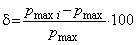 δ = (p_max i − p_max) / p_max · 100